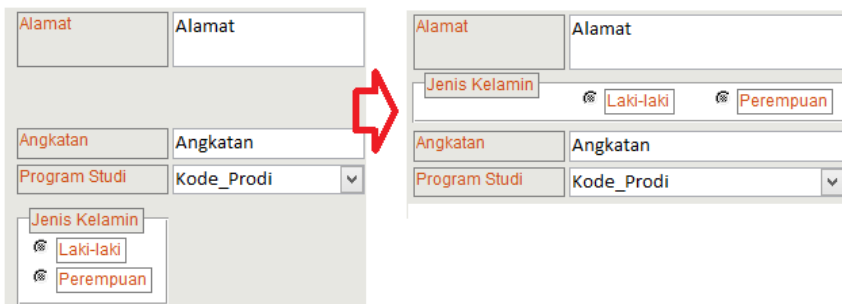 Alamat Alamat
Angkatan Angkatan
Program Studi Kode_Prodi
Jenis Kelamin
Laki-laki
Perempuan
Alamat Alamat
Jenis Kelamin
Laki-laki Perempuan
Angkatan Angkatan
Program Studi Kode_Prodi